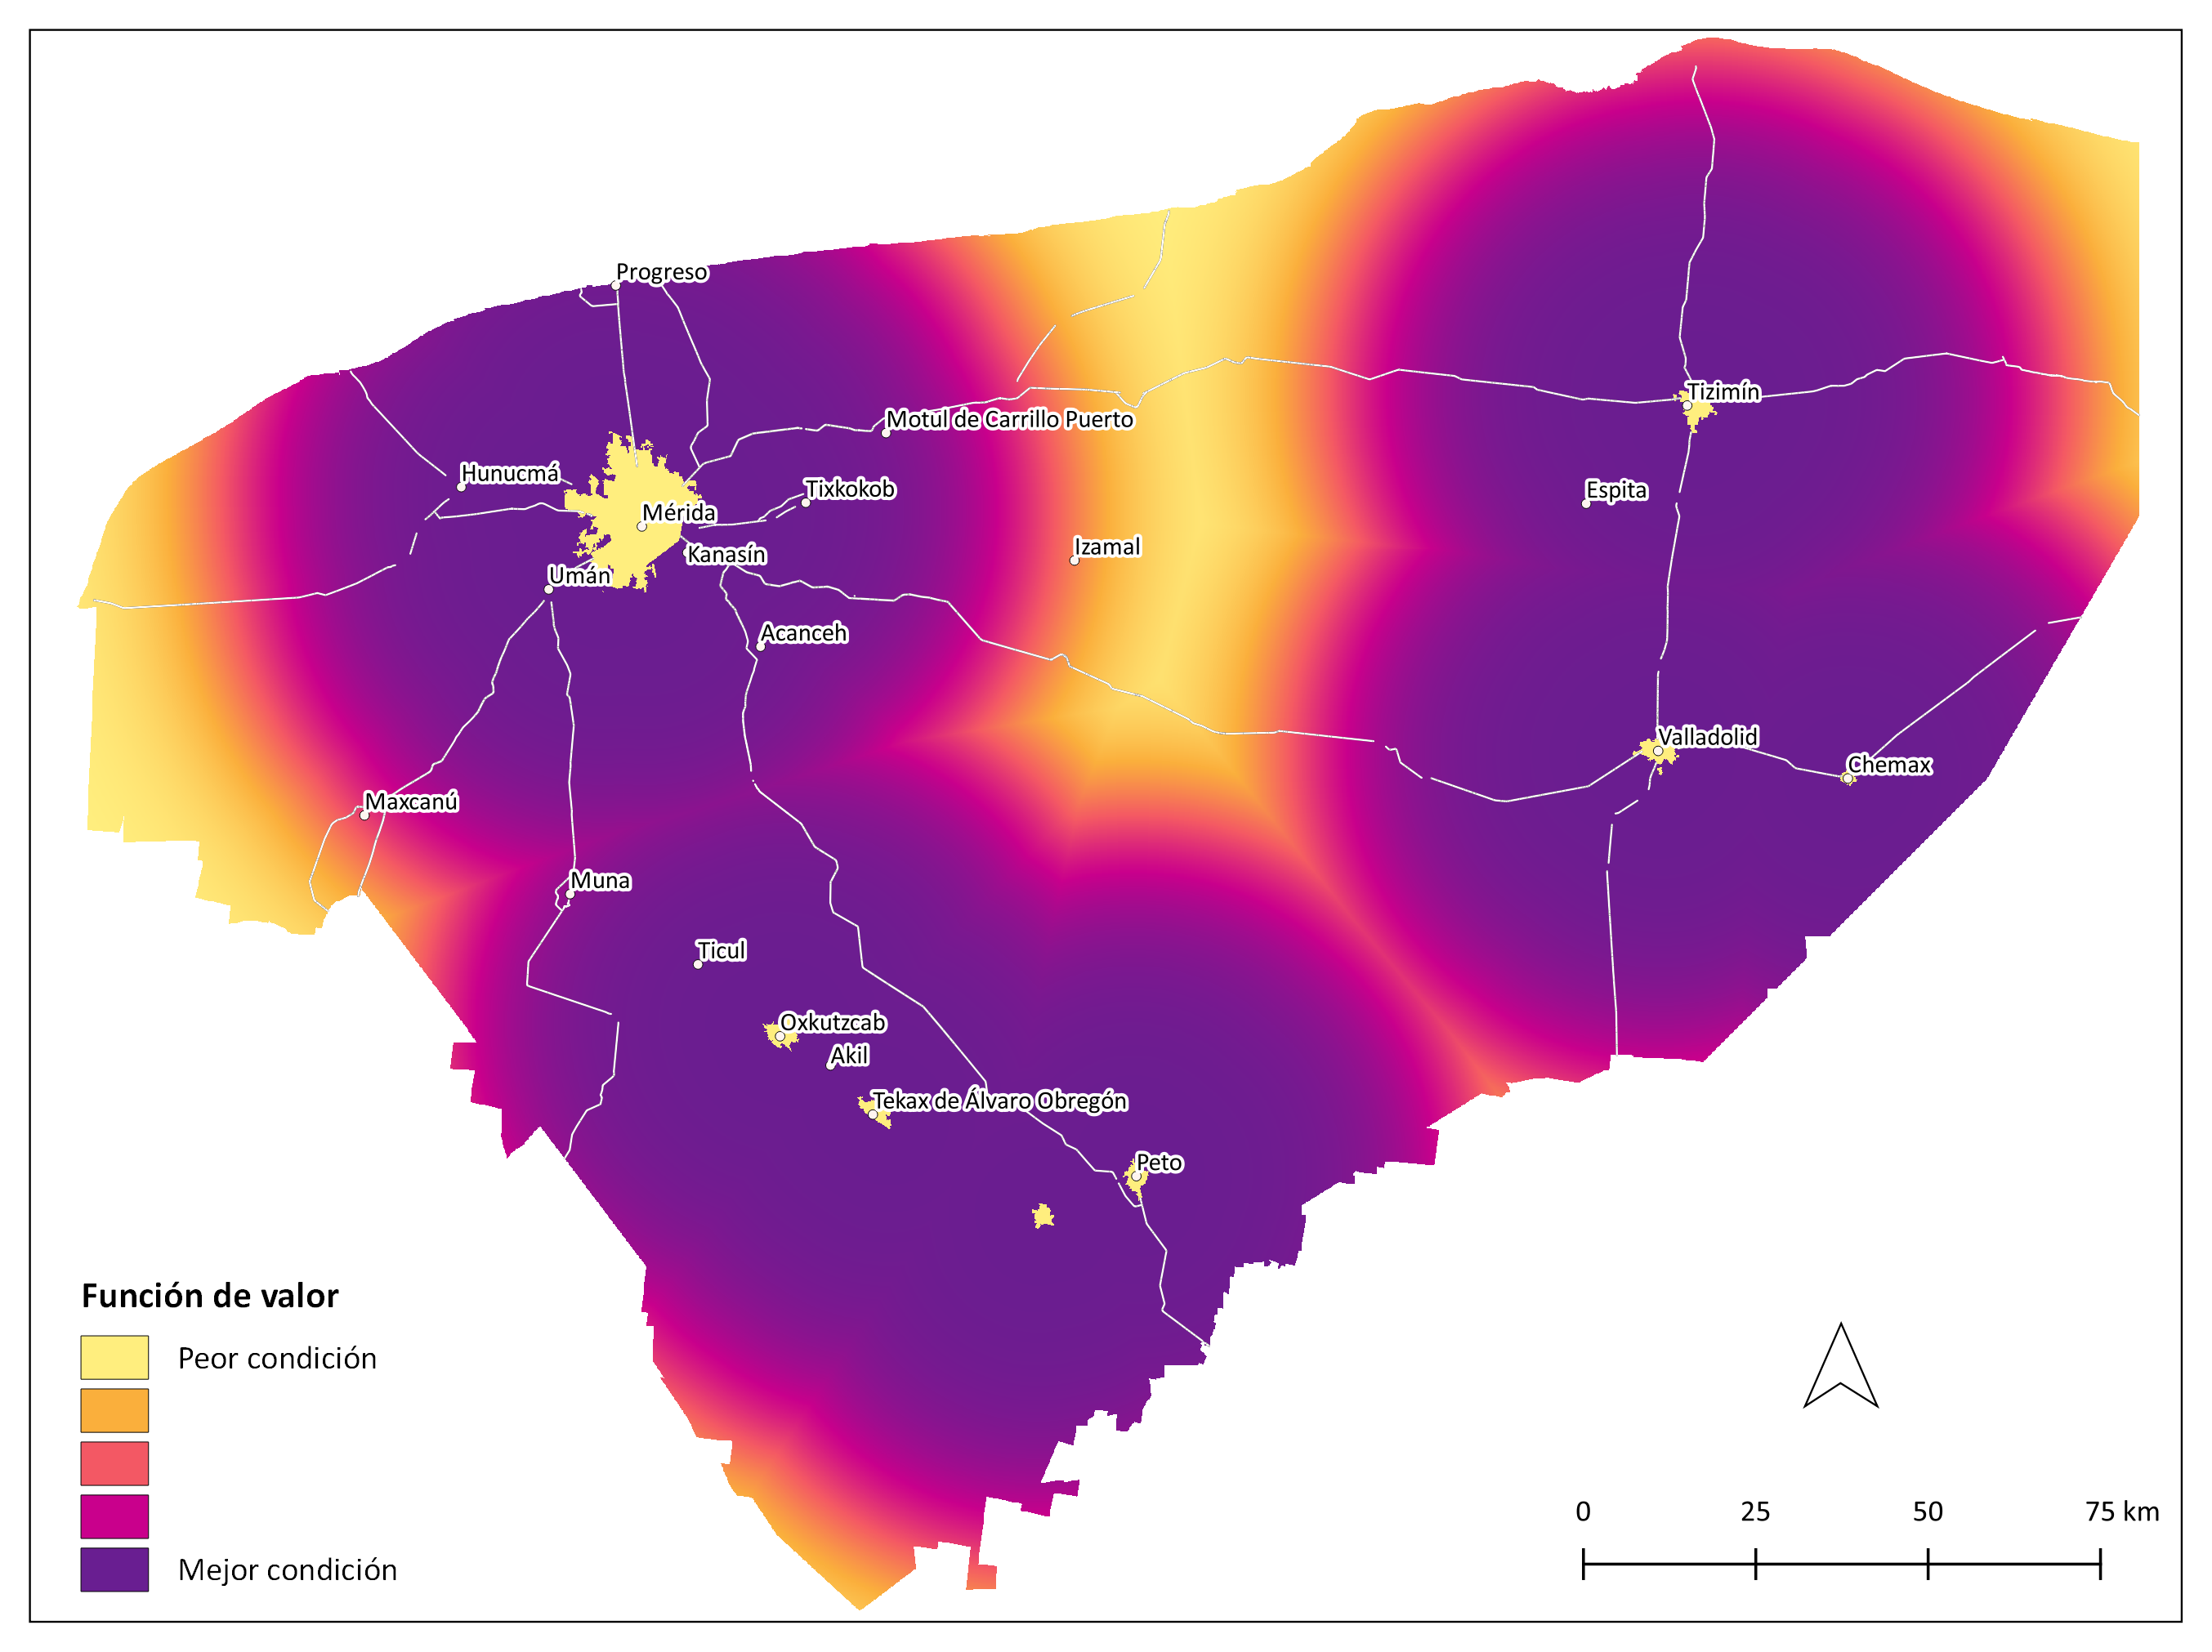 Progreso
Tizimín
Motul de Carrillo Puerto
Hunucmá
Tixkokob
Espita
Mérida
Izamal
Kanasín
Umán
Acanceh
Valladolid
Chemax
Maxcanú
Muna
Ticul
Oxkutzcab
Akil
Tekax de Álvaro Obregón
Peto
Función de valor
Peor condición
Mejor condición
0 25 50 75 km